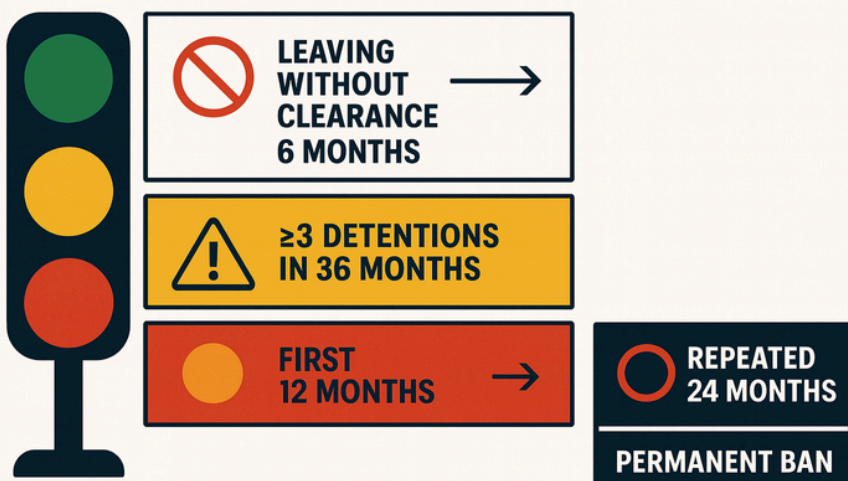 LEAVING
WITHOUT
CLEARANCE
6 MONTHS
≥3 DETENTIONS
IN 36 MONTHS
FIRST
12 MONTHS
REPEATED
24 MONTHS
PERMANENT BAN